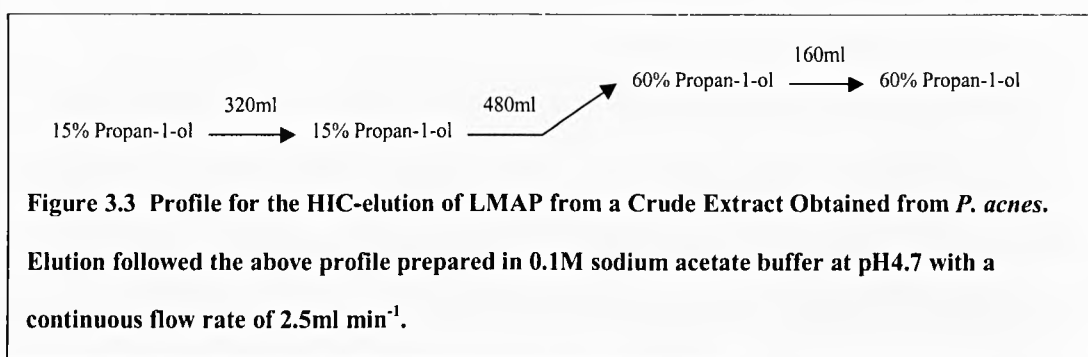 160ml
60% Propan-1-ol 60% Propan-1-ol
320ml 480ml
15% Propan-1-ol 15% Propan-1-ol
Figure 3.3 Profile for the HIC-elution of LMAP from a Crude Extract Obtained from P. acnes.
Elution followed the above profile prepared in 0.1M sodium acetate buffer at pH4.7 with a
continuous flow rate of 2.5ml min⁻¹.